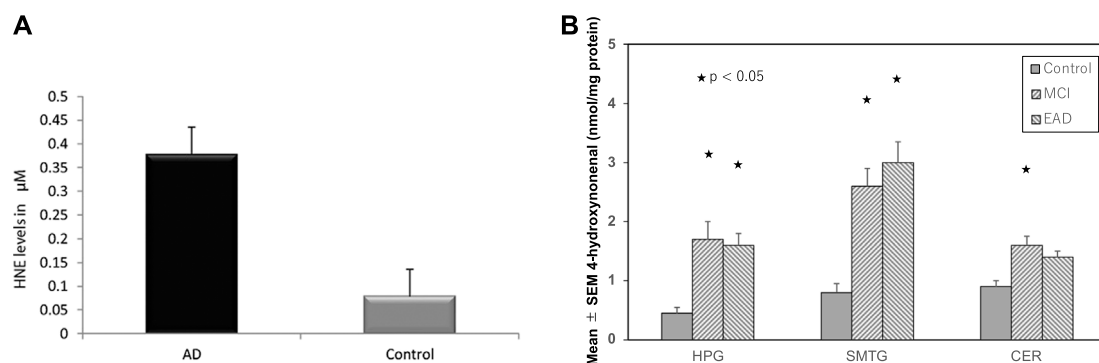 A
HNE levels in µM
0.5
0.45
0.4
0.35
0.3
0.25
0.2
0.15
0.1
0.05
0
AD
Control
B
Mean ± SEM 4-hydroxynonenal (nmol/mg protein)
5
4
3
2
1
0
★ p < 0.05
Control
MCI
EAD
HPG
SMTG
CER